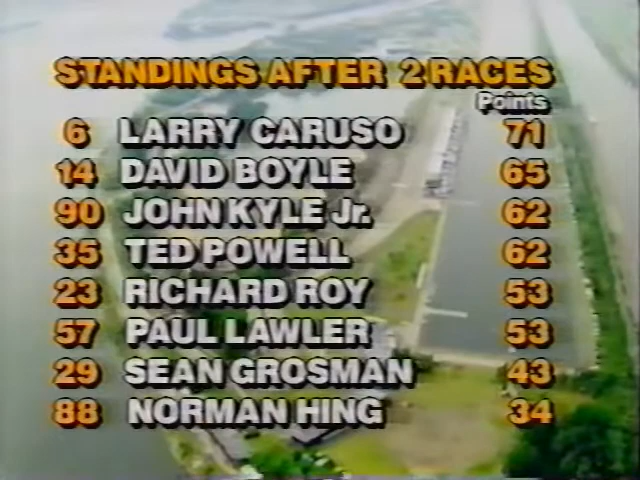 STANDINGS AFTER 2 RACES
Points
6 LARRY CARUSO 71
14 DAVID BOYLE 65
90 JOHN KYLE Jr. 62
35 TED POWELL 62
23 RICHARD ROY 53
57 PAUL LAWLER 53
29 SEAN GROSMAN 43
88 NORMAN HING 34